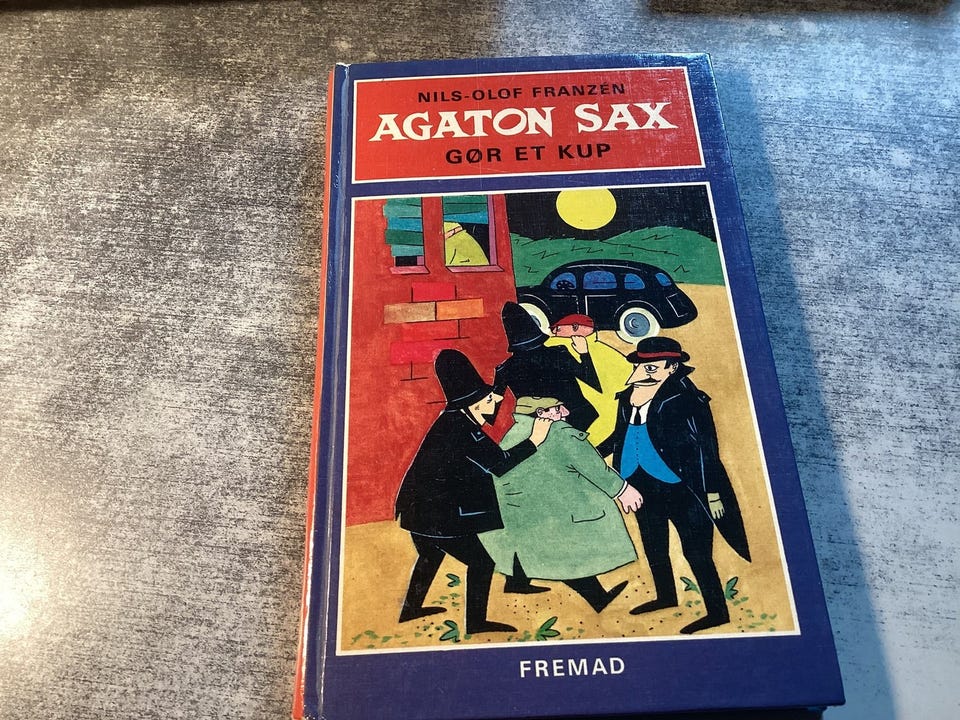 NILS-OLOF FRANZÉN
AGATON SAX
GØR ET KUP
FREMAD